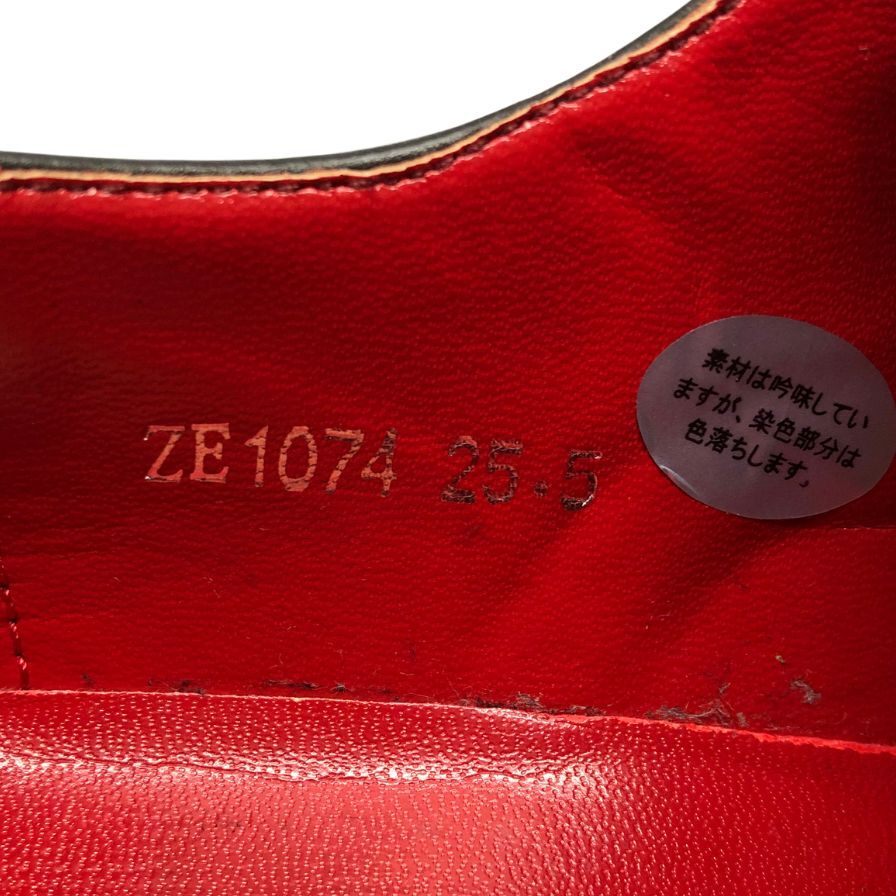 ZE1074 25.5
素材は吟味してい
ますが、染色部分は
色落ちします。